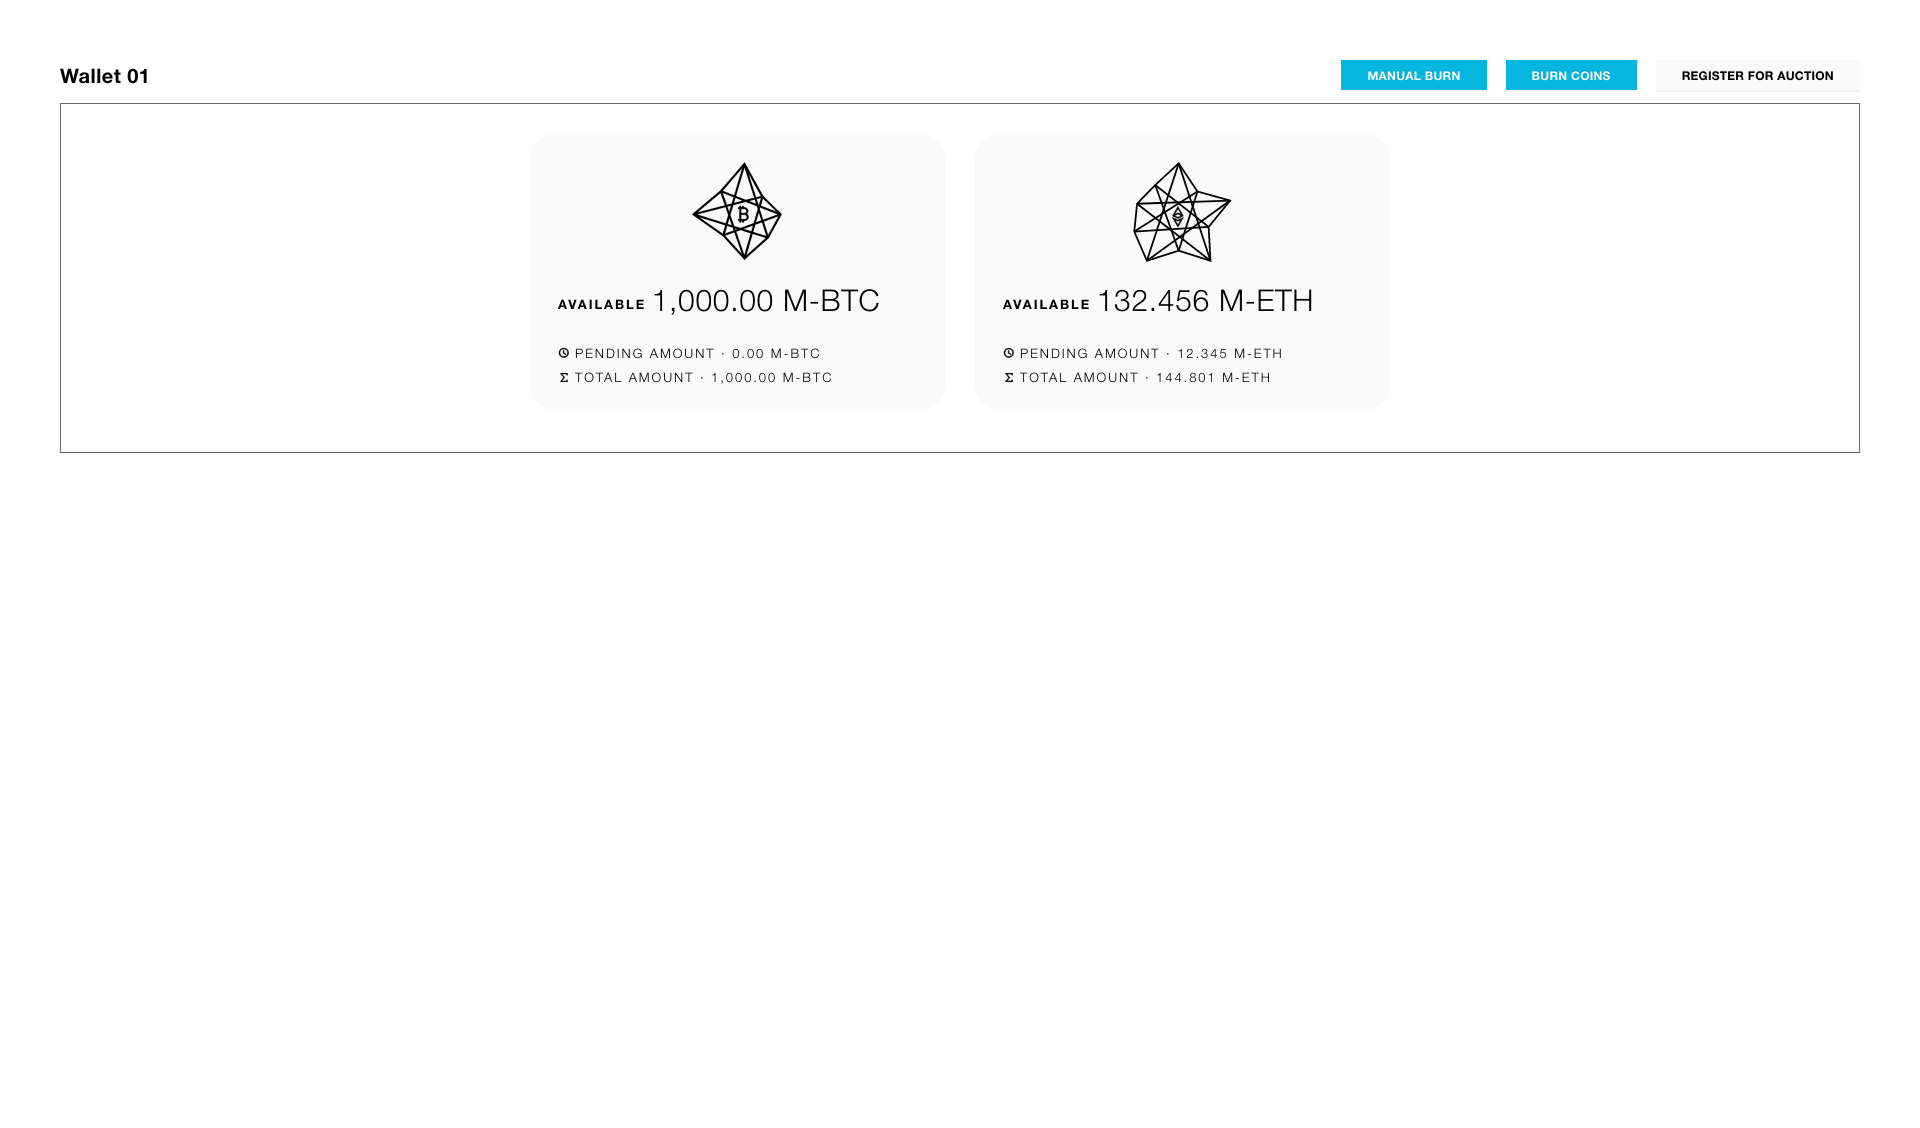 Wallet 01
MANUAL BURN
BURN COINS
REGISTER FOR AUCTION
AVAILABLE 1,000.00 M-BTC
PENDING AMOUNT · 0.00 M-BTC
Σ TOTAL AMOUNT · 1,000.00 M-BTC
AVAILABLE 132.456 M-ETH
PENDING AMOUNT · 12.345 M-ETH
Σ TOTAL AMOUNT · 144.801 M-ETH